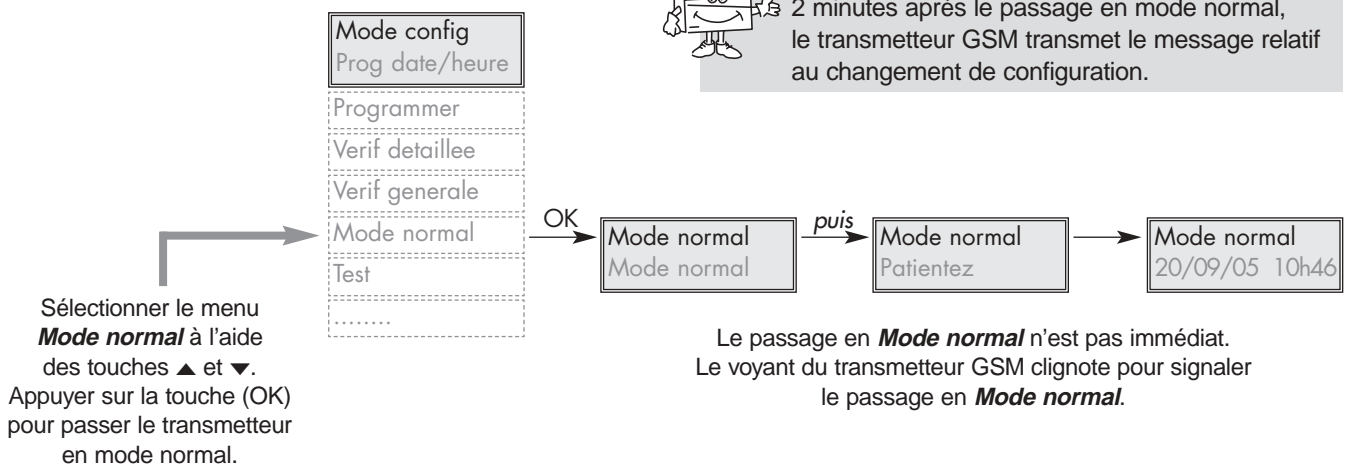 2 minutes après le passage en mode normal,
le transmetteur GSM transmet le message relatif
au changement de configuration.
Mode config
Prog date/heure
Programmer
Verif detaillee
Verif generale
Mode normal
Test
........
Sélectionner le menu
Mode normal à l'aide
des touches ▲ et ▼.
Appuyer sur la touche (OK)
pour passer le transmetteur
en mode normal.
OK
Mode normal
Mode normal
puis
Mode normal
Patientez
Mode normal
20/09/05 10h46
Le passage en Mode normal n'est pas immédiat.
Le voyant du transmetteur GSM clignote pour signaler
le passage en Mode normal.